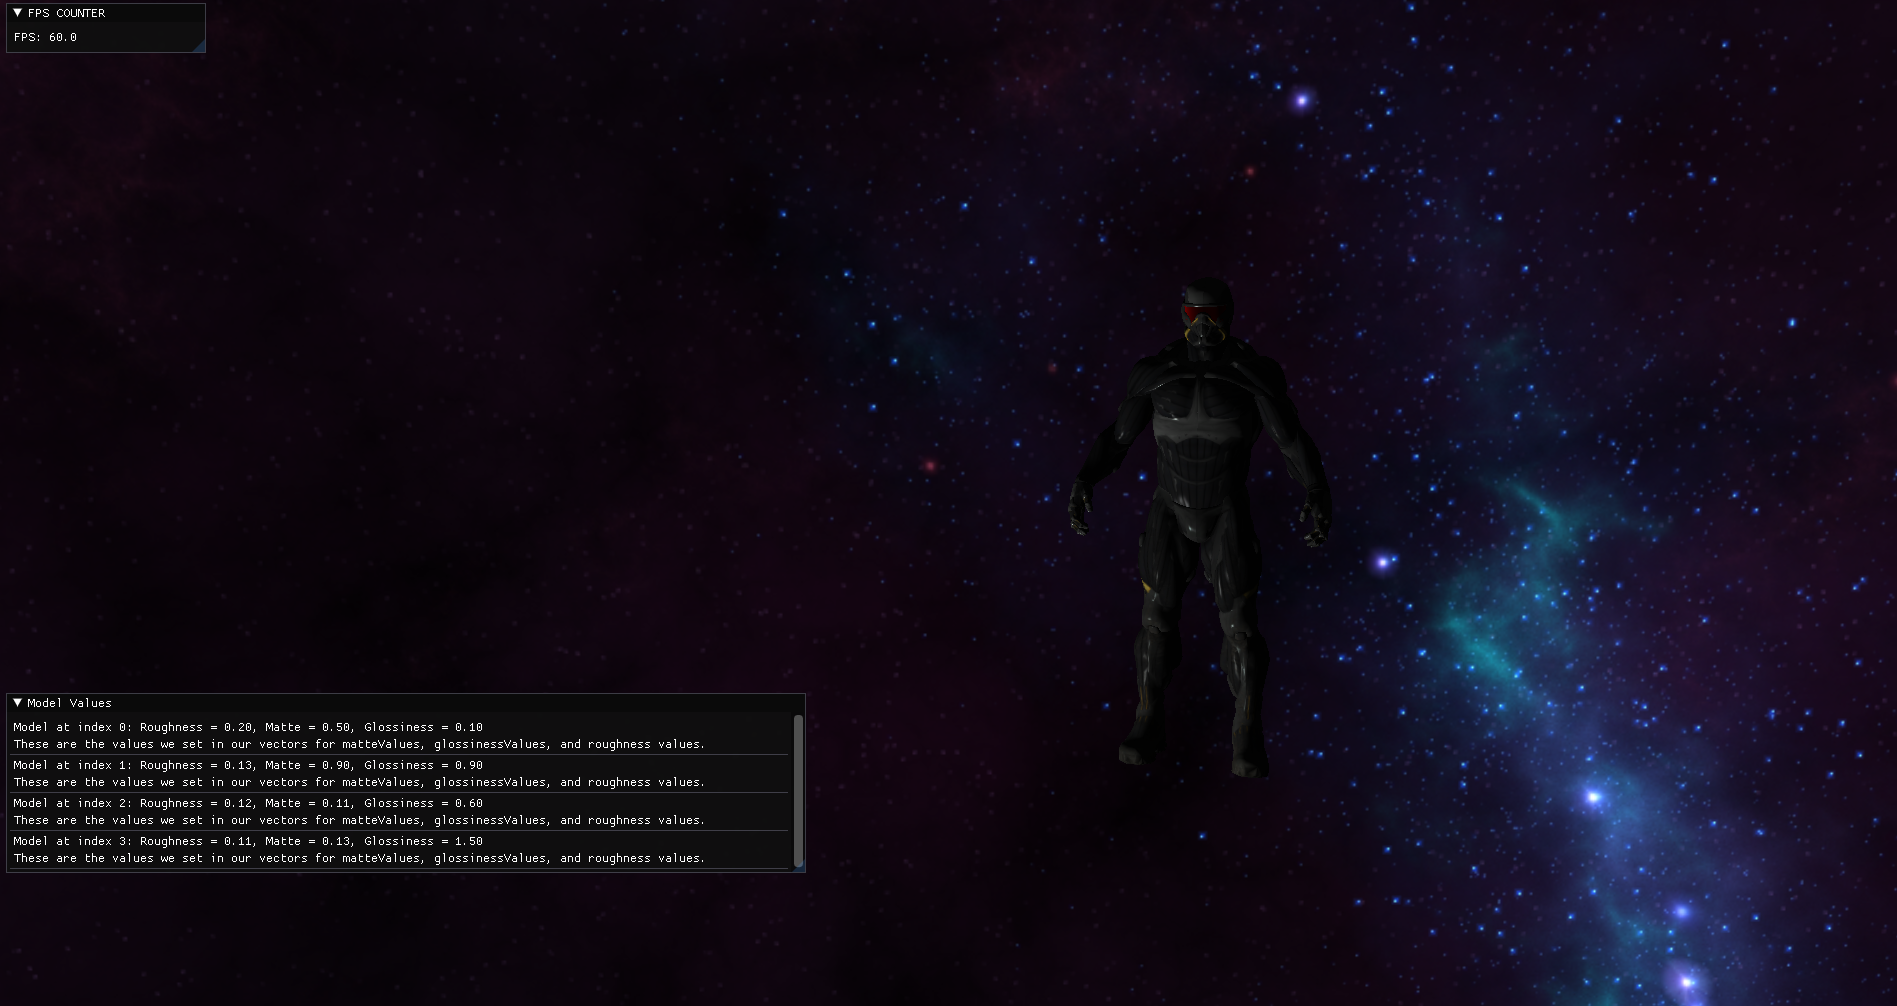 FPS COUNTER
FPS: 60.0
Model Values
Model at index 0: Roughness = 0.20, Matte = 0.50, Glossiness = 0.10
These are the values we set in our vectors for matteValues, glossinessValues, and roughness values.
Model at index 1: Roughness = 0.13, Matte = 0.90, Glossiness = 0.90
These are the values we set in our vectors for matteValues, glossinessValues, and roughness values.
Model at index 2: Roughness = 0.12, Matte = 0.11, Glossiness = 0.60
These are the values we set in our vectors for matteValues, glossinessValues, and roughness values.
Model at index 3: Roughness = 0.11, Matte = 0.13, Glossiness = 1.50
These are the values we set in our vectors for matteValues, glossinessValues, and roughness values.